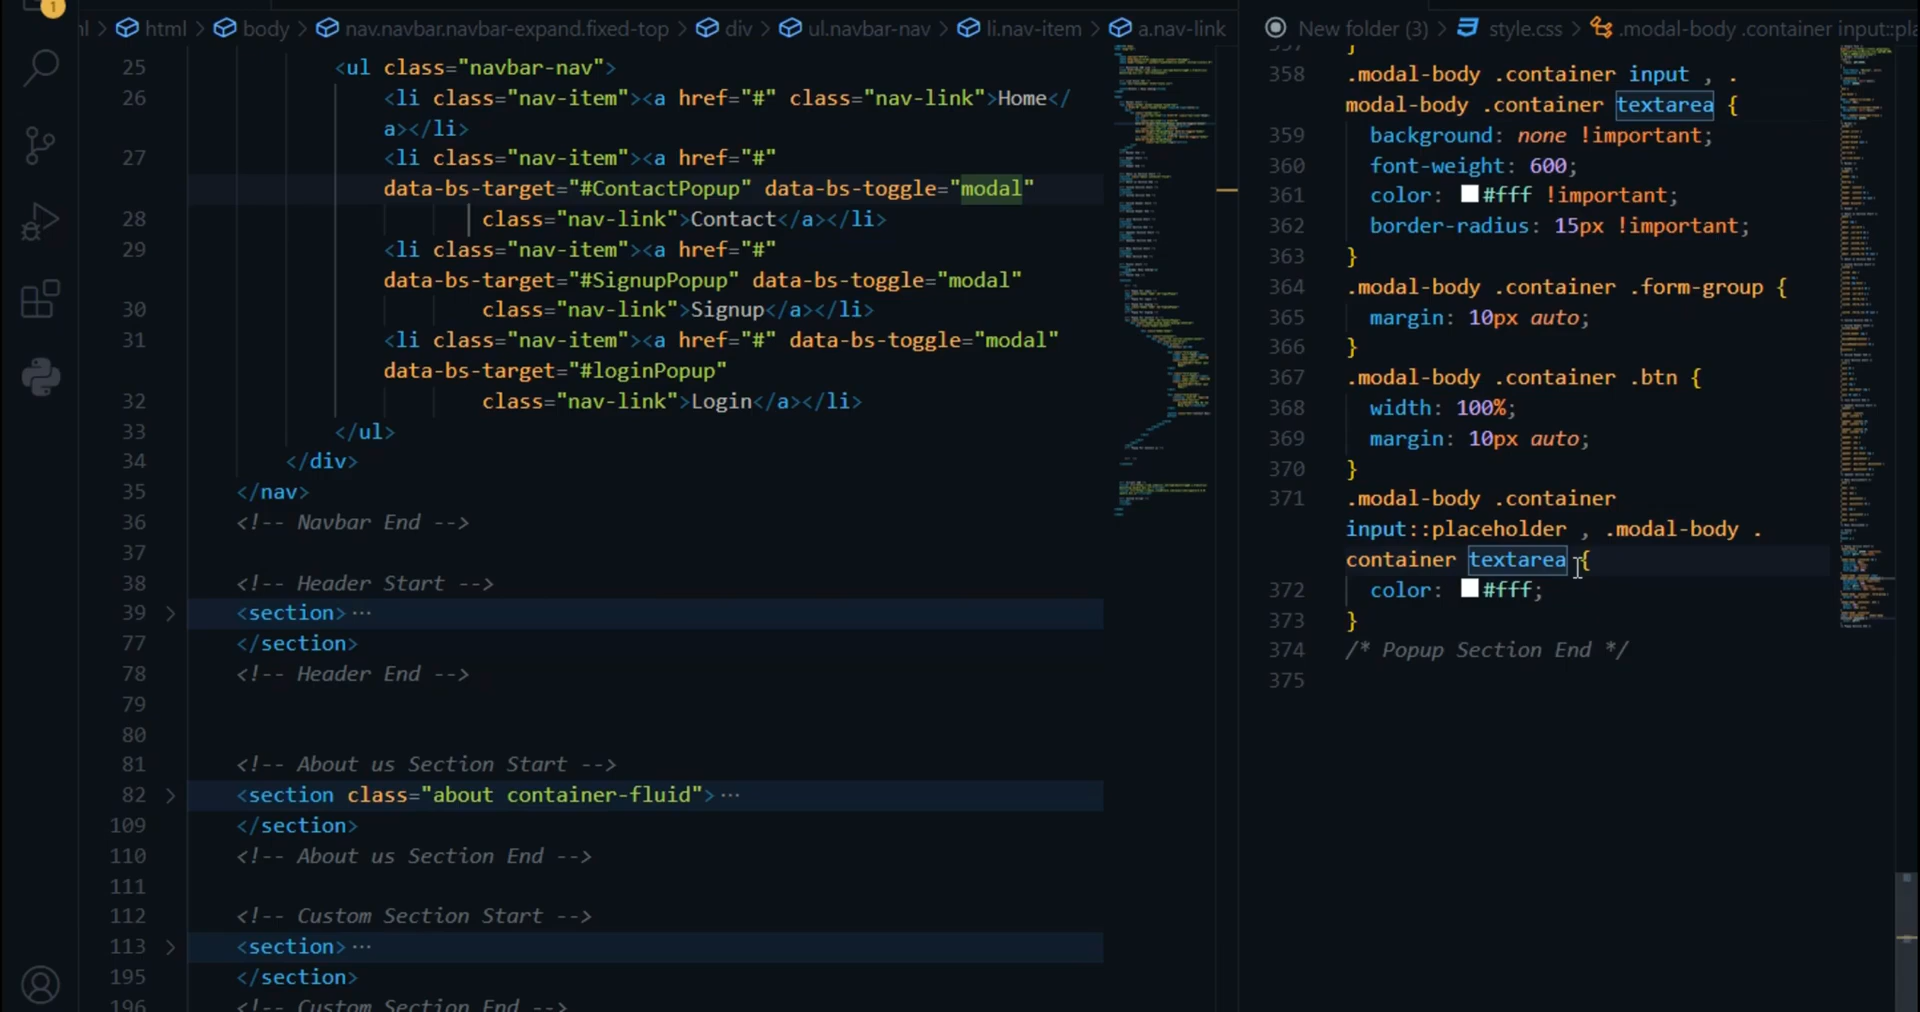 1
html > body > nav.navbar.navbar-expand.fixed-top > div > ul.navbar-nav > li.nav-item > a.nav-link
25 <ul class="navbar-nav">
26 <li class="nav-item"><a href="#" class="nav-link">Home</
a></li>
27 <li class="nav-item"><a href="#"
data-bs-target="#ContactPopup" data-bs-toggle="modal"
28 class="nav-link">Contact</a></li>
29 <li class="nav-item"><a href="#"
data-bs-target="#SignupPopup" data-bs-toggle="modal"
30 class="nav-link">Signup</a></li>
31 <li class="nav-item"><a href="#" data-bs-toggle="modal"
data-bs-target="#loginPopup"
32 class="nav-link">Login</a></li>
33 </ul>
34 </div>
35 </nav>
36 <!-- Navbar End -->
37
38 <!-- Header Start -->
39 <section>···
77 </section>
78 <!-- Header End -->
79
80
81 <!-- About us Section Start -->
82 <section class="about container-fluid">···
109 </section>
110 <!-- About us Section End -->
111
112 <!-- Custom Section Start -->
113 <section>···
195 </section>
196 <!-- Custom Section End -->
New folder (3) > style.css > .modal-body .container input::pla
357 }
358 .modal-body .container input , .
modal-body .container textarea {
359 background: none !important;
360 font-weight: 600;
361 color: #fff !important;
362 border-radius: 15px !important;
363 }
364 .modal-body .container .form-group {
365 margin: 10px auto;
366 }
367 .modal-body .container .btn {
368 width: 100%;
369 margin: 10px auto;
370 }
371 .modal-body .container
input::placeholder , .modal-body .
container textarea {
372 color: #fff;
373 }
374 /* Popup Section End */
375